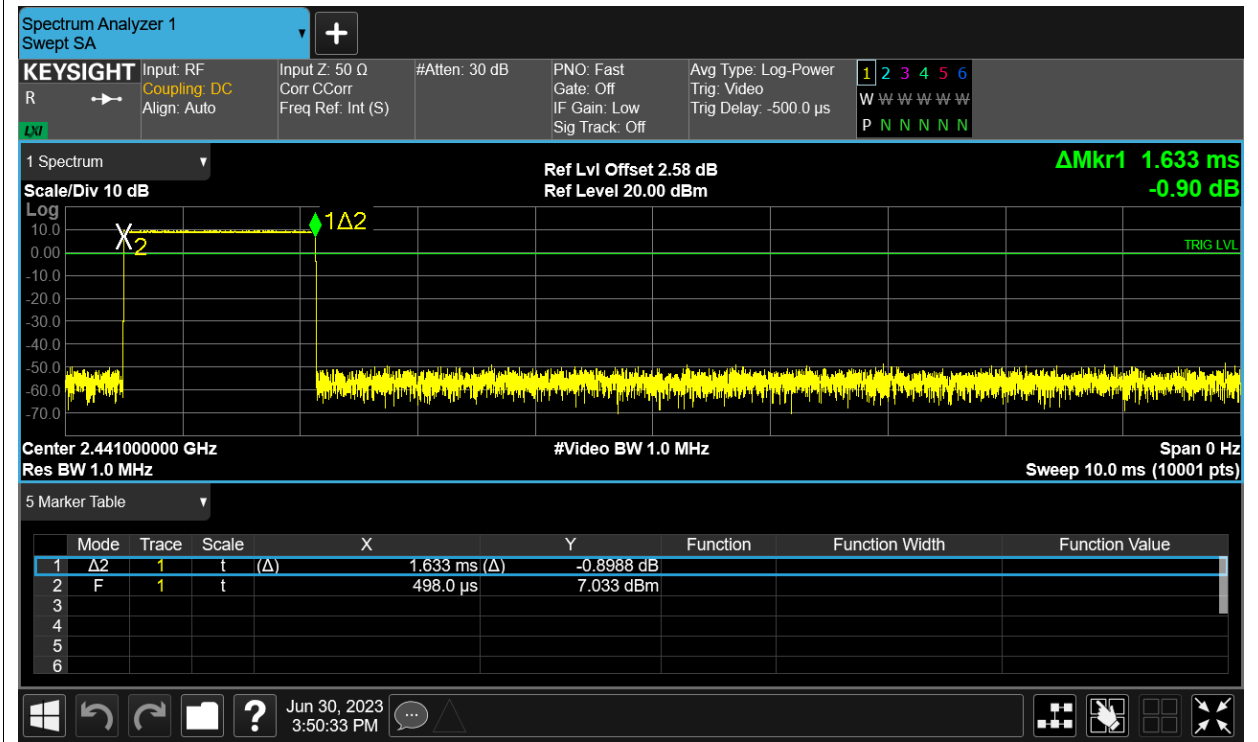 Spectrum Analyzer 1
Swept SA
+
KEYSIGHT Input: RF Input Z: 50 Ω #Atten: 30 dB PNO: Fast Avg Type: Log-Power 1 2 3 4 5 6
R Coupling: DC Corr CCorr Gate: Off Trig: Video W W W W W W
Align: Auto Freq Ref: Int (S) IF Gain: Low Trig Delay: -500.0 µs
LXI Sig Track: Off P N N N N N
1 Spectrum Ref Lvl Offset 2.58 dB ΔMkr1 1.633 ms
Scale/Div 10 dB Ref Level 20.00 dBm -0.90 dB
Log
1Δ2
10.0
X2
0.00 TRIG LVL
-10.0
-20.0
-30.0
-40.0
-50.0
-60.0
-70.0
Center 2.441000000 GHz #Video BW 1.0 MHz Span 0 Hz
Res BW 1.0 MHz Sweep 10.0 ms (10001 pts)
5 Marker Table
Mode Trace Scale X Y Function Function Width Function Value
1 Δ2 1 t (Δ) 1.633 ms (Δ) -0.8988 dB
2 F 1 t 498.0 µs 7.033 dBm
3
4
5
6
? Jun 30, 2023
3:50:33 PM